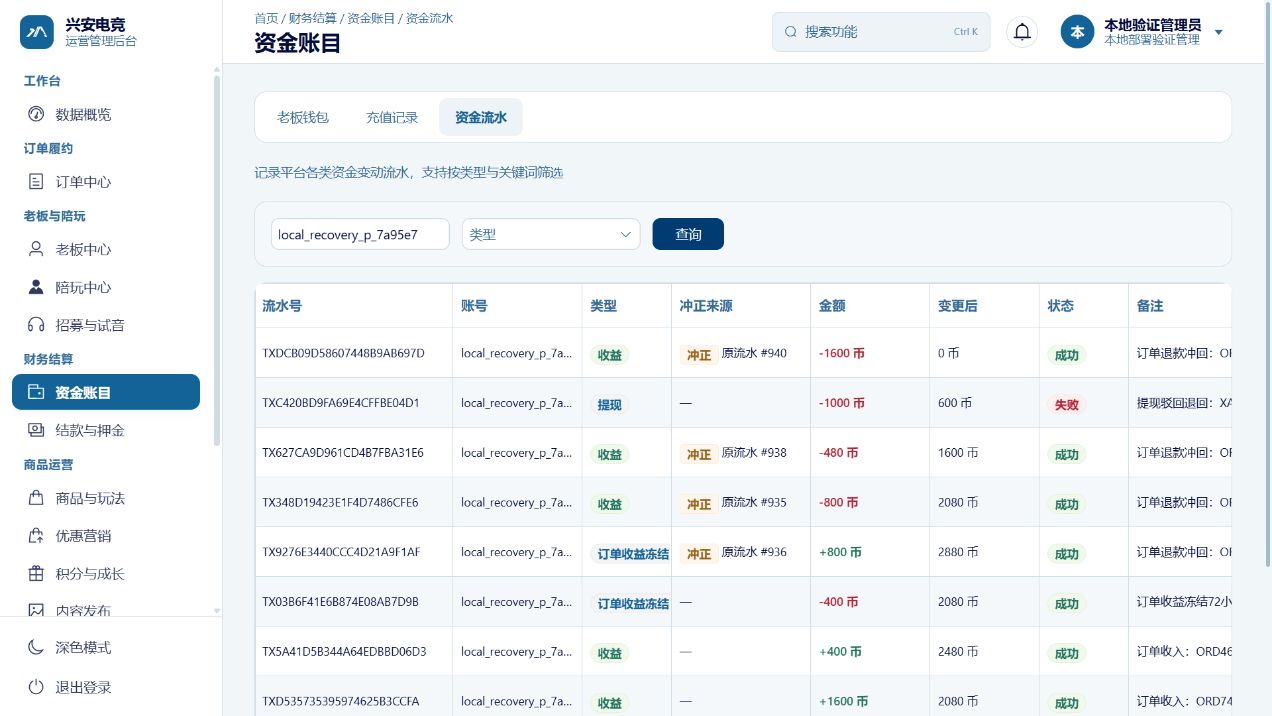 兴安电竞
运营管理后台
工作台
数据概览
订单履约
订单中心
老板与陪玩
老板中心
陪玩中心
招募与试音
财务结算
资金账目
结款与押金
商品运营
商品与玩法
优惠营销
积分与成长
内容发布
深色模式
退出登录
首页 / 财务结算 / 资金账目 / 资金流水
资金账目
搜索功能 Ctrl K
本 本地验证管理员
本地部署验证管理
老板钱包 充值记录 资金流水
记录平台各类资金变动流水，支持按类型与关键词筛选
local_recovery_p_7a95e7 类型 查询
流水号 账号 类型 冲正来源 金额 变更后 状态 备注
TXDCB09D58607448B9AB697D local_recovery_p_7a... 收益 冲正 原流水 #940 -1600 币 0 币 成功 订单退款冲回：OR
TXC420BD9FA69E4CFFBE04D1 local_recovery_p_7a... 提现 — -1000 币 600 币 失败 提现驳回退回：XA
TX627CA9D961CD4B7FBA31E6 local_recovery_p_7a... 收益 冲正 原流水 #938 -480 币 1600 币 成功 订单退款冲回：OR
TX348D19423E1F4D7486CFE6 local_recovery_p_7a... 收益 冲正 原流水 #935 -800 币 2080 币 成功 订单退款冲回：OR
TX9276E3440CCC4D21A9F1AF local_recovery_p_7a... 订单收益冻结 冲正 原流水 #936 +800 币 2880 币 成功 订单退款冲回：OR
TX03B6F41E6B874E08AB7D9B local_recovery_p_7a... 订单收益冻结 — -400 币 2080 币 成功 订单收益冻结72小
TX5A41D5B344A64EDBBD06D3 local_recovery_p_7a... 收益 — +400 币 2480 币 成功 订单收入：ORD46
TXD535735395974625B3CCFA local_recovery_p_7a... 收益 — +1600 币 2080 币 成功 订单收入：ORD74